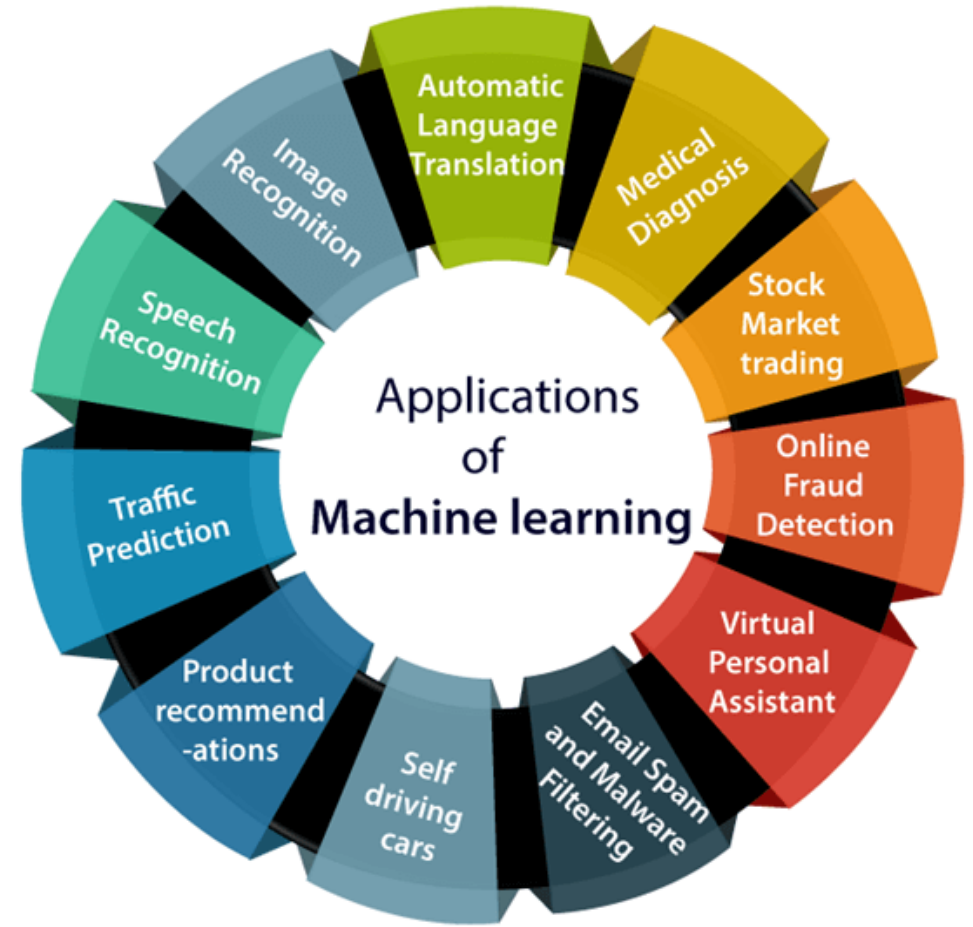 Applications
of
Machine learning
Automatic
Language
Translation
Medical
Diagnosis
Stock
Market
trading
Online
Fraud
Detection
Virtual
Personal
Assistant
Email Spam
and Malware
Filtering
Self
driving
cars
Product
recommend
-ations
Traffic
Prediction
Speech
Recognition
Image
Recognition